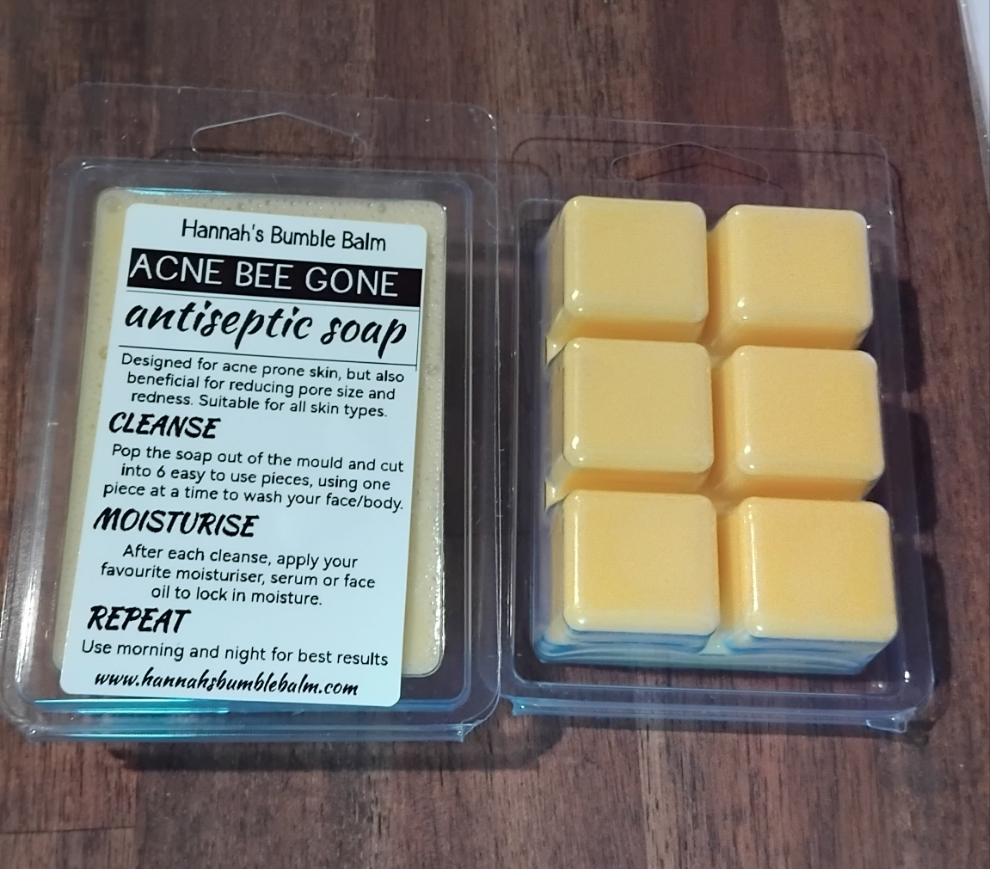 Hannah's Bumble Balm
ACNE BEE GONE
antiseptic soap
Designed for acne prone skin, but also
beneficial for reducing pore size and
redness. Suitable for all skin types.
CLEANSE
Pop the soap out of the mould and cut
into 6 easy to use pieces, using one
piece at a time to wash your face/body.
MOISTURISE
After each cleanse, apply your
favourite moisturiser, serum or face
oil to lock in moisture.
REPEAT
Use morning and night for best results
www.hannahsbumblebalm.com